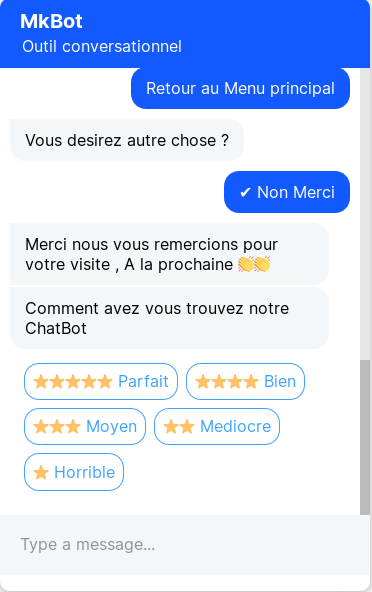 MkBot
Outil conversationnel
Retour au Menu principal
Vous desirez autre chose ?
✔ Non Merci
Merci nous vous remercions pour
votre visite , A la prochaine 👏👏
Comment avez vous trouvez notre
ChatBot
⭐⭐⭐⭐⭐ Parfait
⭐⭐⭐⭐ Bien
⭐⭐⭐ Moyen
⭐⭐ Mediocre
⭐ Horrible
Type a message...